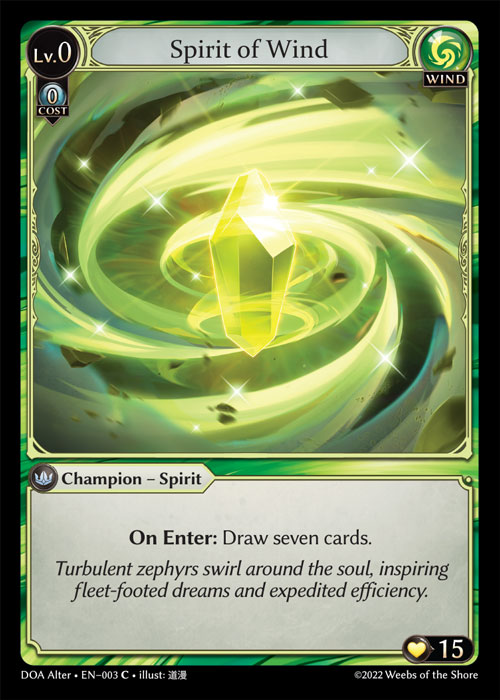 Lv.0
Spirit of Wind
WIND
0
COST
Champion – Spirit
On Enter: Draw seven cards.
Turbulent zephyrs swirl around the soul, inspiring
fleet-footed dreams and expedited efficiency.
15
DOA Alter • EN–003 C • illust: 道漫
©2022 Weebs of the Shore